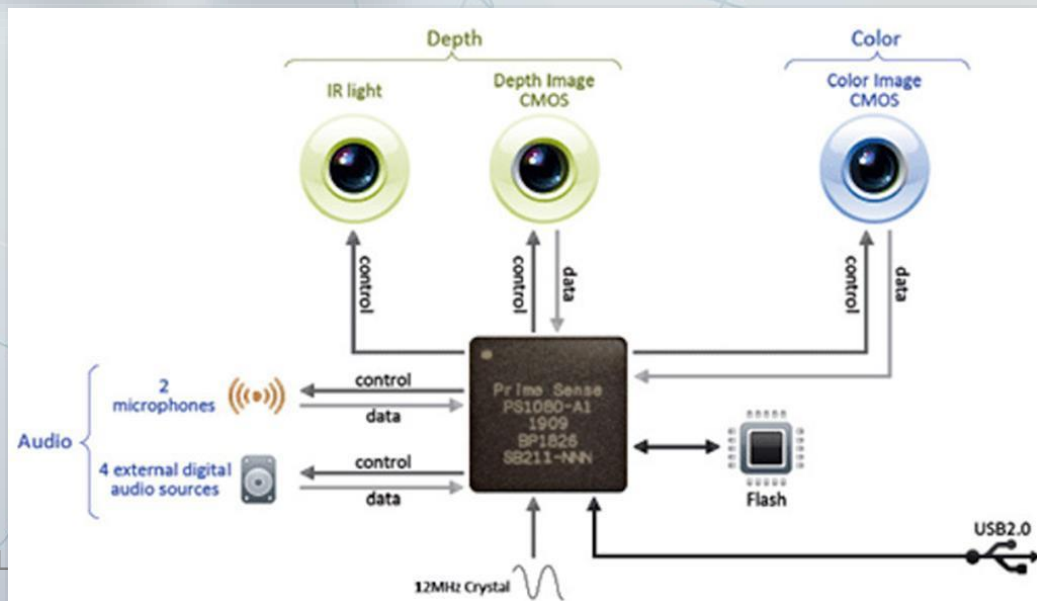 Depth
Color
IR light
Depth Image
CMOS
Color Image
CMOS
control
control
data
control
data
Prime Sense
PS1080-A1
1909
BP1826
SB211-NNN
Audio
2
microphones
control
data
4 external digital
audio sources
control
data
Flash
USB2.0
12MHz Crystal